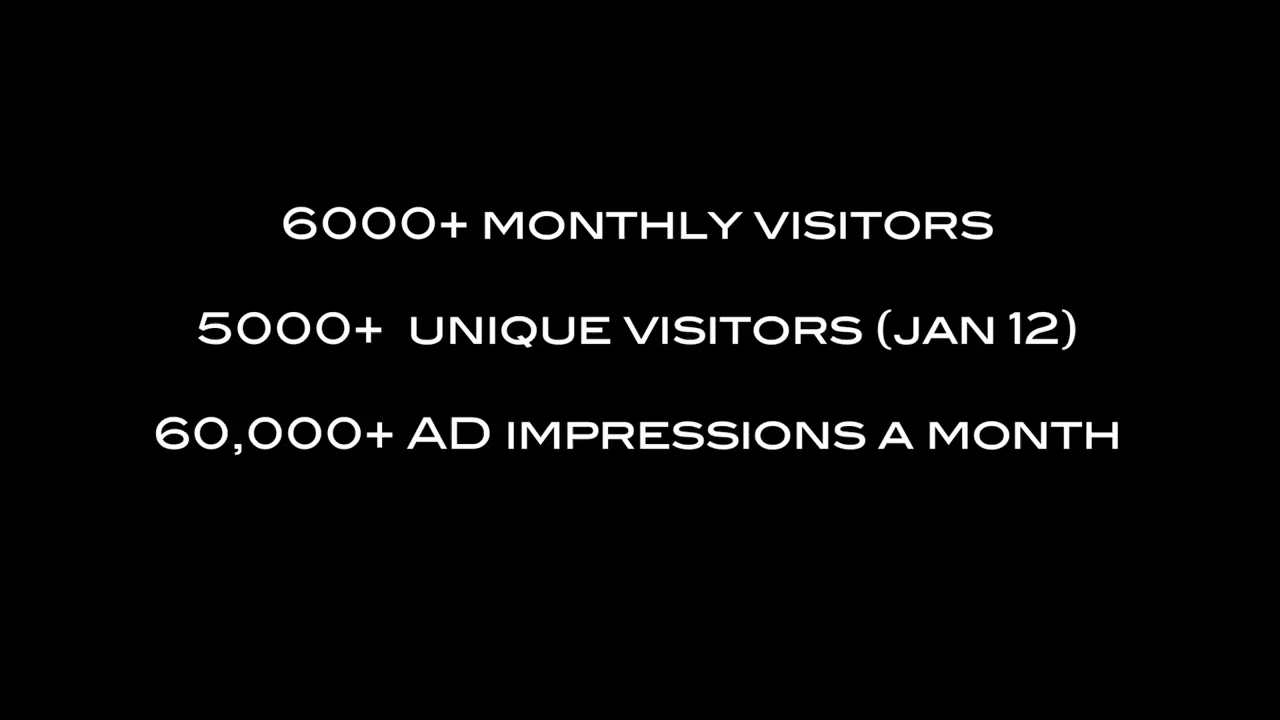 6000+ MONTHLY VISITORS
5000+ UNIQUE VISITORS (JAN 12)
60,000+ AD IMPRESSIONS A MONTH